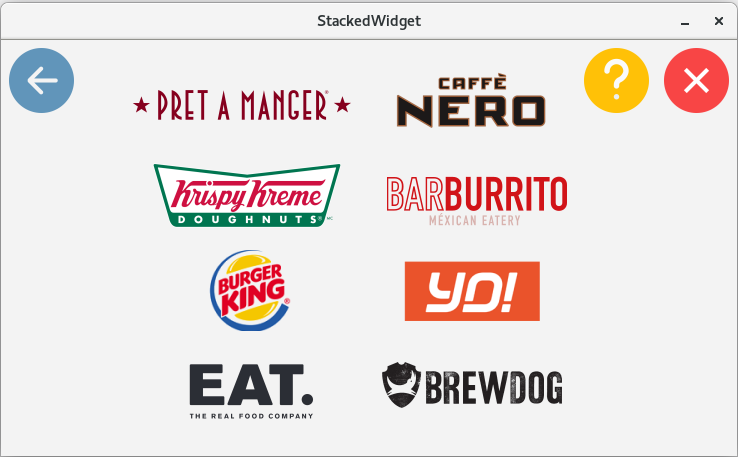 StackedWidget
?
PRET A MANGER®
CAFFÈ
NERO
Krispy Kreme
DOUGHNUTS®
BARBURRITO
MÉXICAN EATERY
BURGER
KING®
YO!
EAT.
THE REAL FOOD COMPANY
BREWDOG